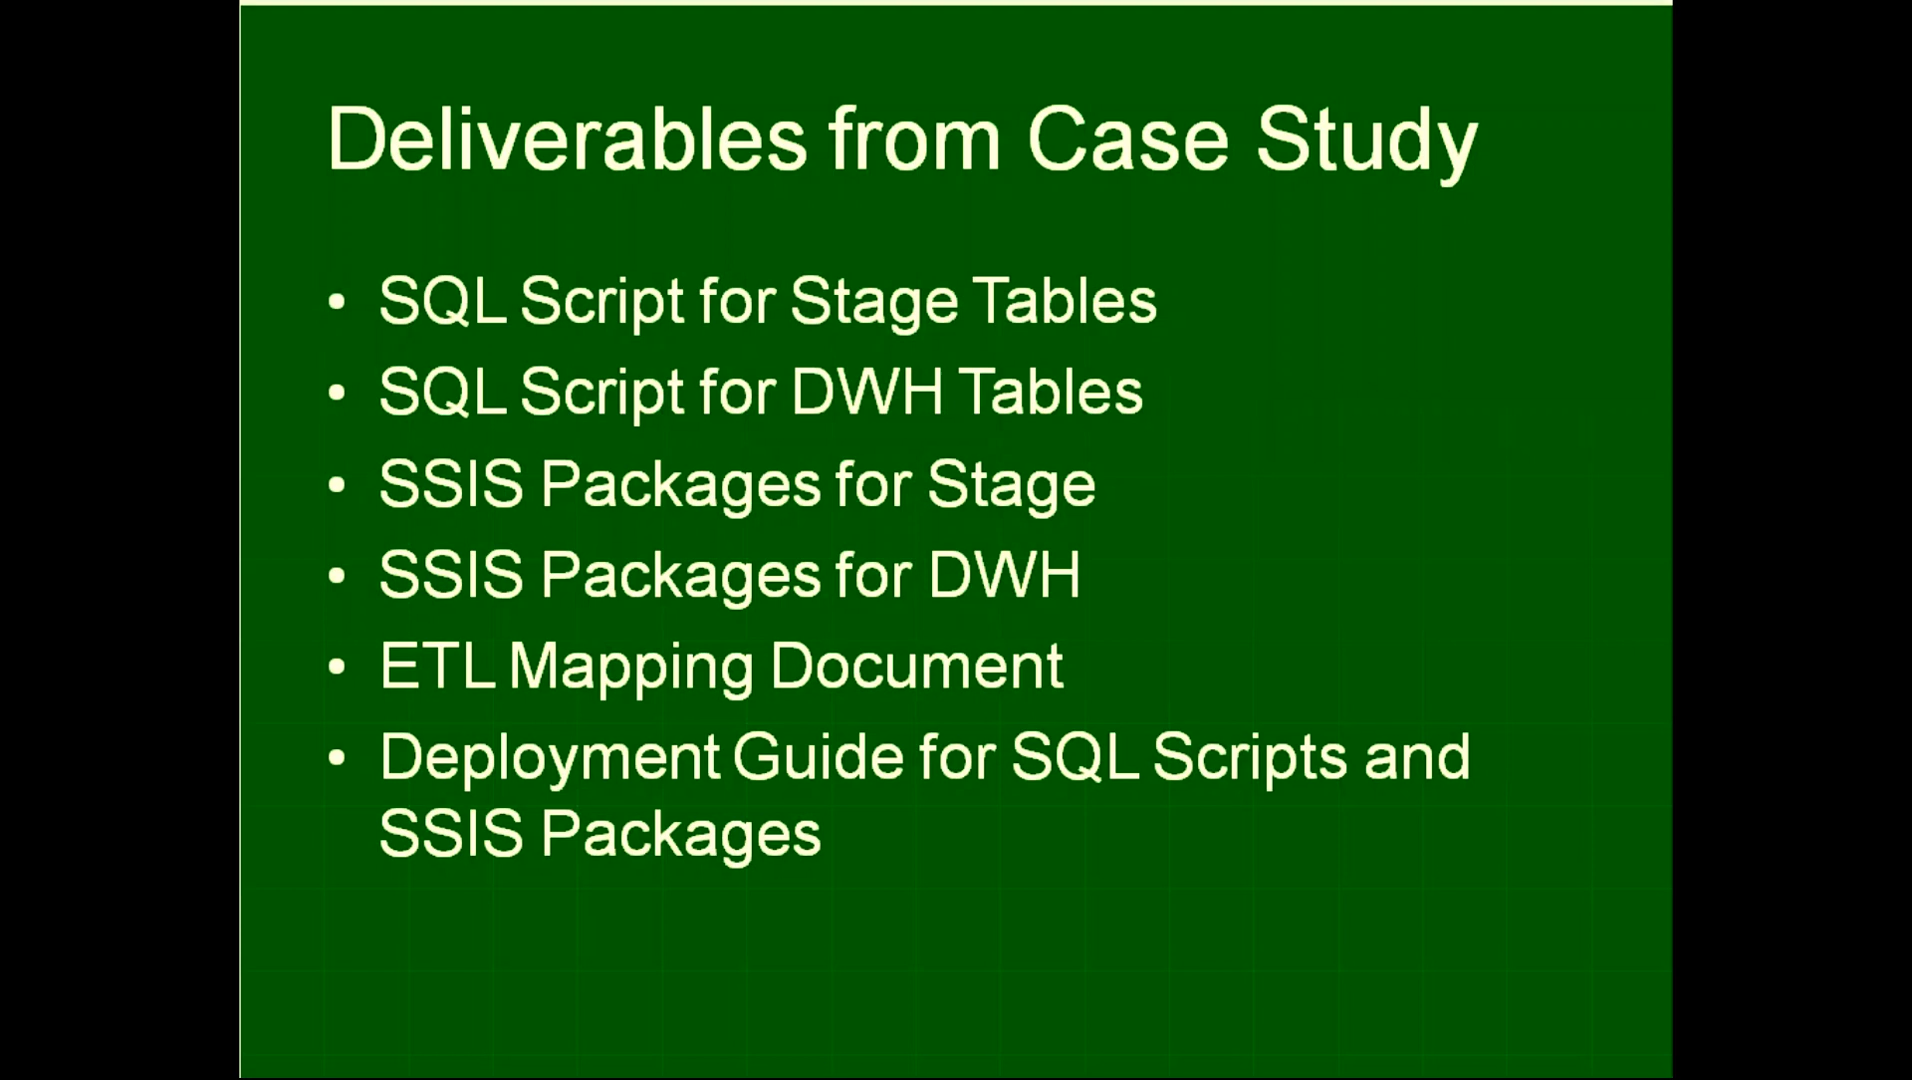 Deliverables from Case Study
• SQL Script for Stage Tables
• SQL Script for DWH Tables
• SSIS Packages for Stage
• SSIS Packages for DWH
• ETL Mapping Document
• Deployment Guide for SQL Scripts and
SSIS Packages